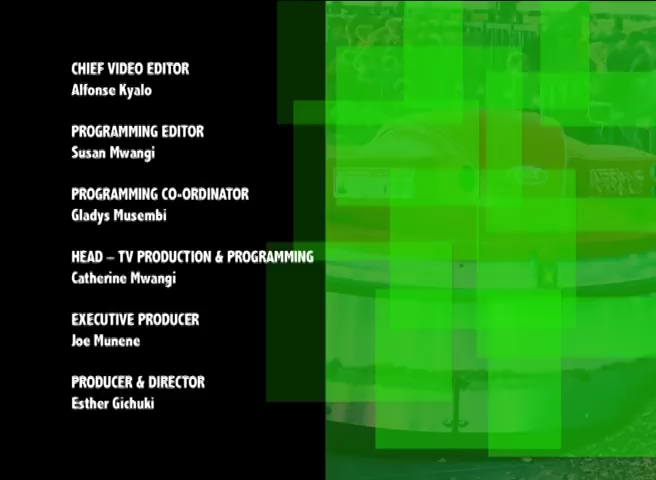 CHIEF VIDEO EDITOR
Alfonse Kyalo
PROGRAMMING EDITOR
Susan Mwangi
PROGRAMMING CO-ORDINATOR
Gladys Musembi
HEAD – TV PRODUCTION & PROGRAMMING
Catherine Mwangi
EXECUTIVE PRODUCER
Joe Munene
PRODUCER & DIRECTOR
Esther Gichuki